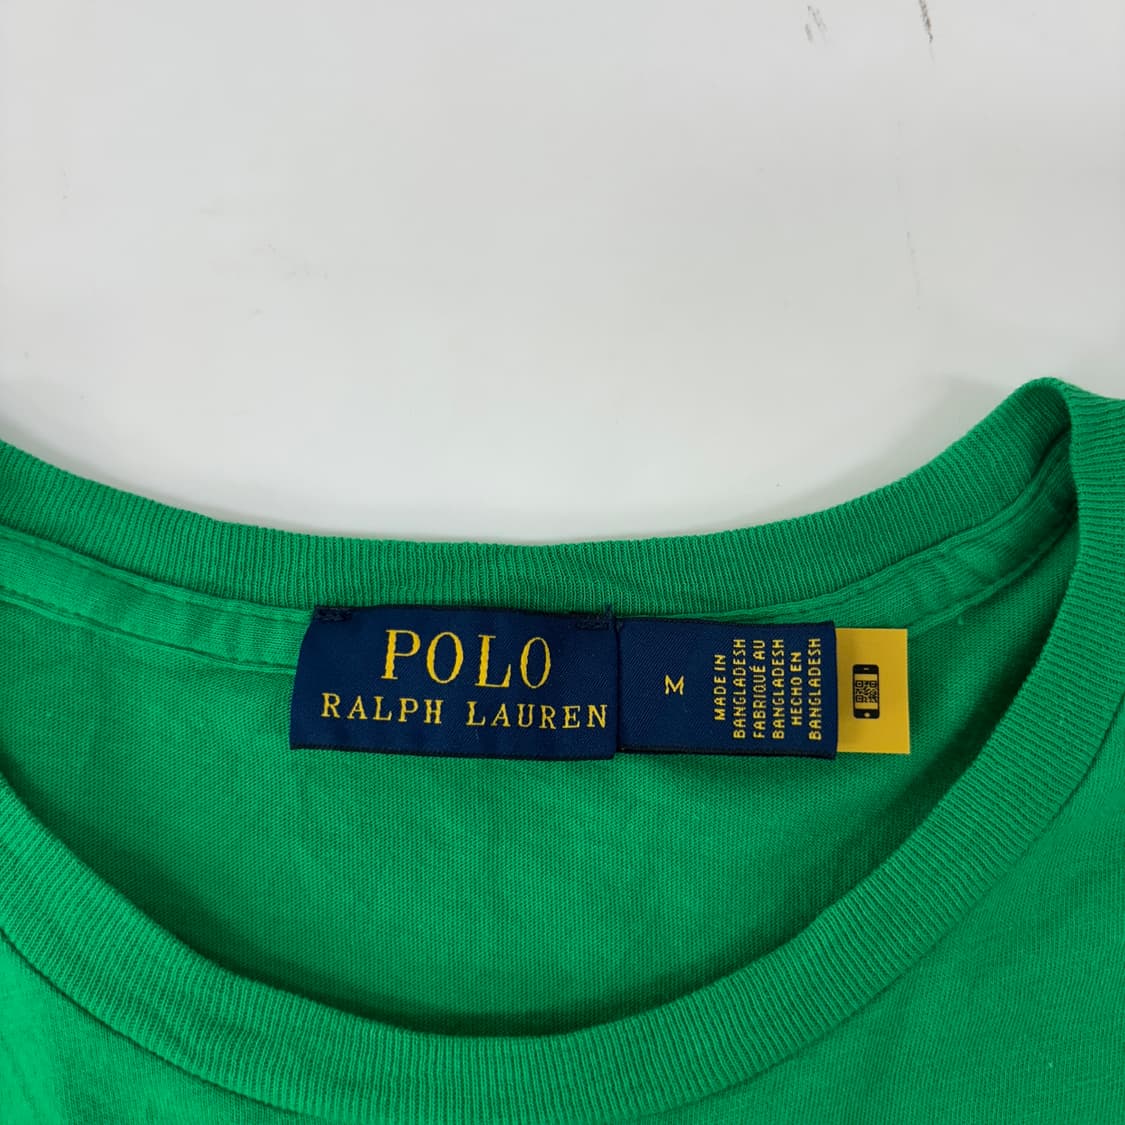 POLO
RALPH LAUREN
M
MADE IN
BANGLADESH
FABRIQUÉ AU
BANGLADESH
HECHO EN
BANGLADESH